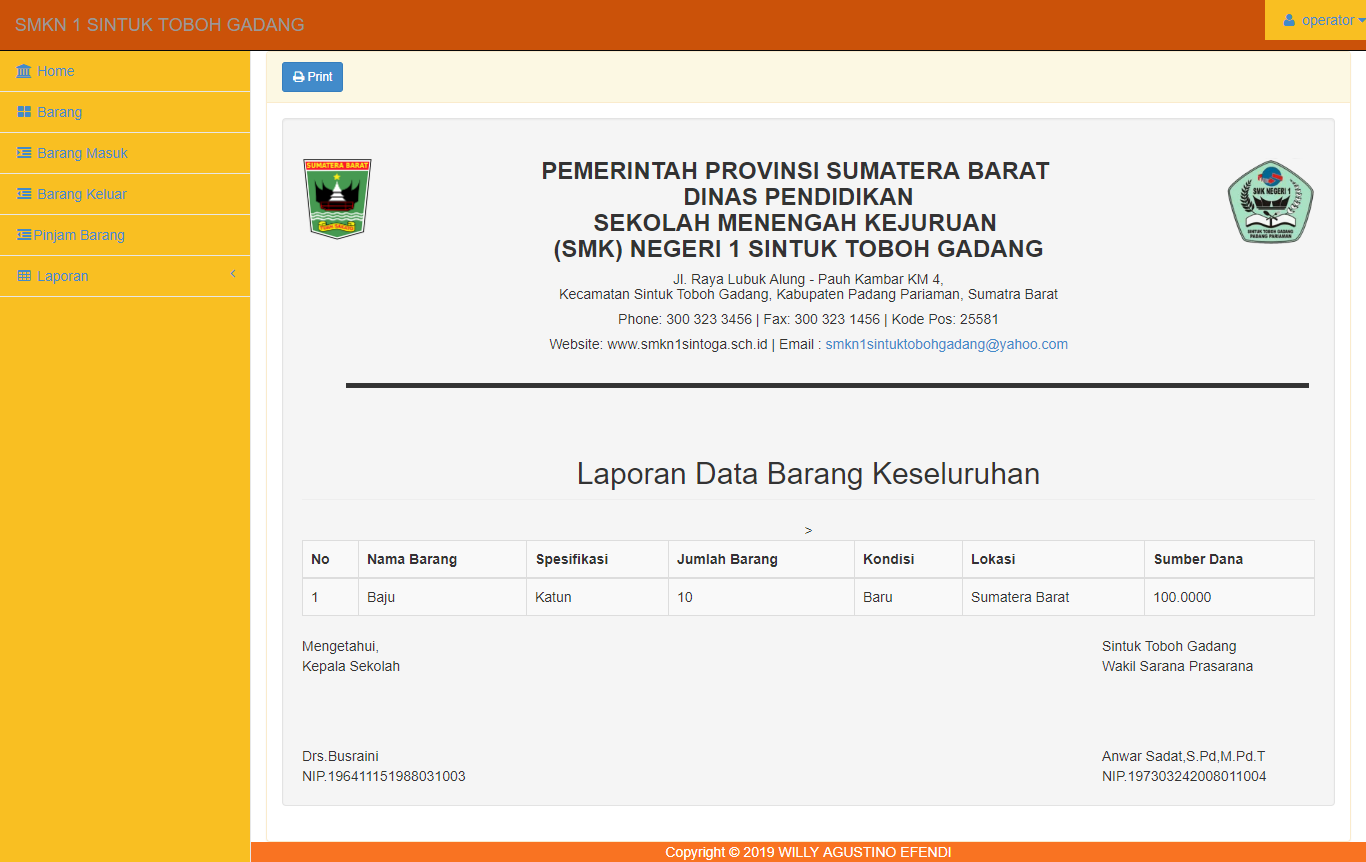 SMKN 1 SINTUK TOBOH GADANG
operator
Home
Barang
Barang Masuk
Barang Keluar
Pinjam Barang
Laporan
Print
SUMATERA BARAT
PEMERINTAH PROVINSI SUMATERA BARAT
DINAS PENDIDIKAN
SEKOLAH MENENGAH KEJURUAN
(SMK) NEGERI 1 SINTUK TOBOH GADANG
SMK NEGERI 1
SINTUK TOBOH GADANG
PADANG PARIAMAN
Jl. Raya Lubuk Alung - Pauh Kambar KM 4,
Kecamatan Sintuk Toboh Gadang, Kabupaten Padang Pariaman, Sumatra Barat
Phone: 300 323 3456 | Fax: 300 323 1456 | Kode Pos: 25581
Website: www.smkn1sintoga.sch.id | Email : smkn1sintuktobohgadang@yahoo.com
Laporan Data Barang Keseluruhan
>
No Nama Barang Spesifikasi Jumlah Barang Kondisi Lokasi Sumber Dana
1 Baju Katun 10 Baru Sumatera Barat 100.0000
Mengetahui, Sintuk Toboh Gadang
Kepala Sekolah Wakil Sarana Prasarana
Drs.Busraini Anwar Sadat,S.Pd,M.Pd.T
NIP.196411151988031003 NIP.197303242008011004
Copyright © 2019 WILLY AGUSTINO EFENDI